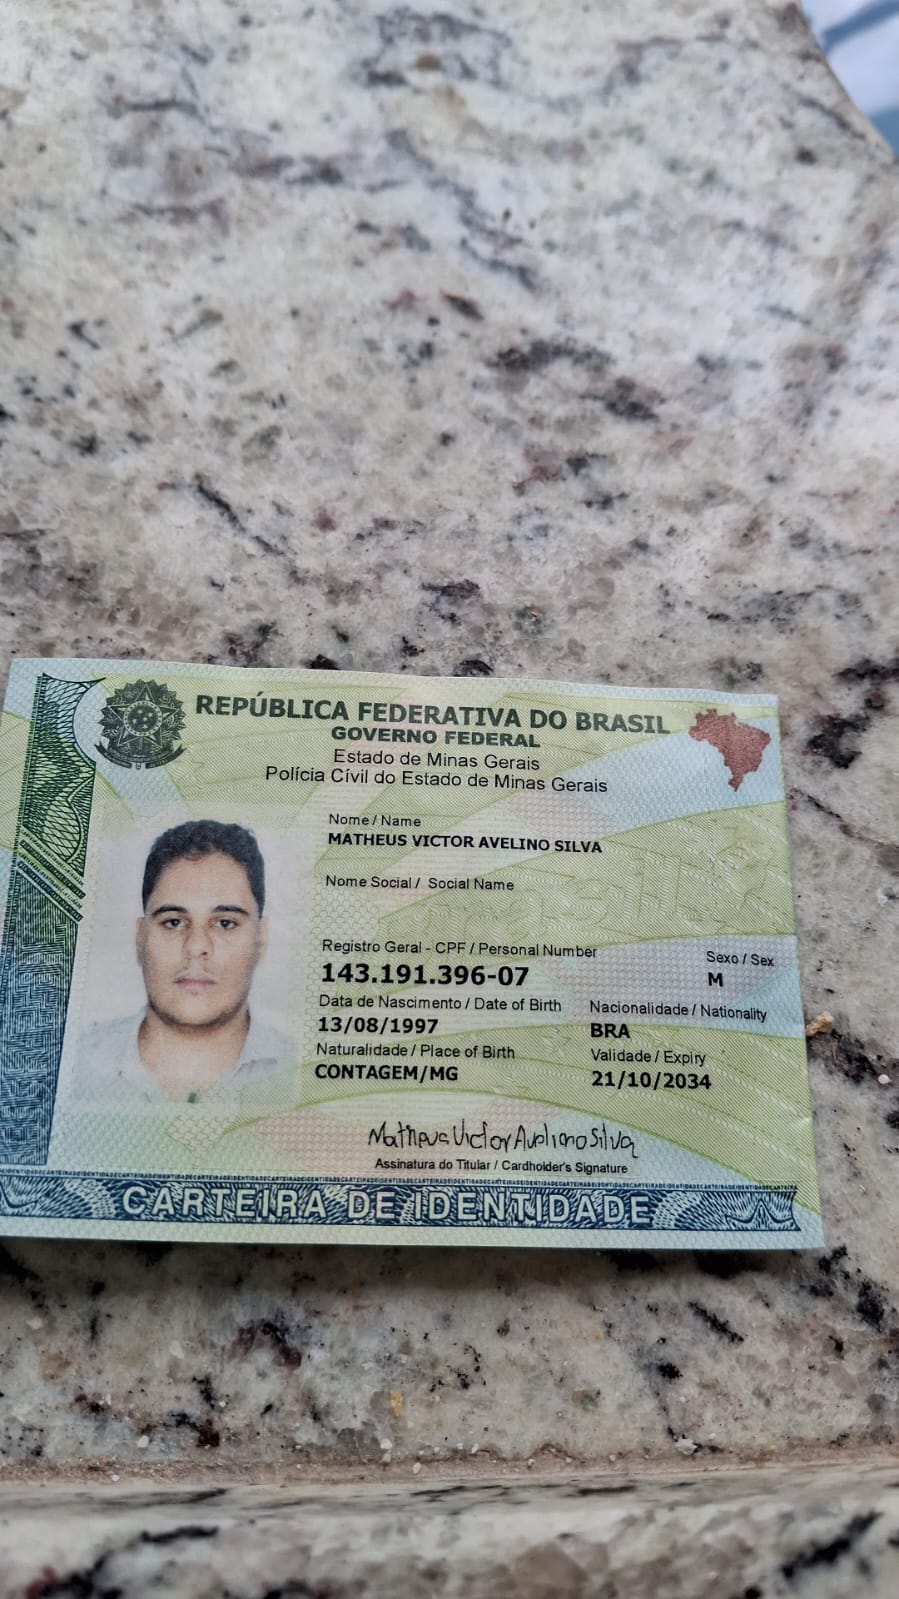 REPÚBLICA FEDERATIVA DO BRASIL
GOVERNO FEDERAL
Estado de Minas Gerais
Polícia Civil do Estado de Minas Gerais
Nome / Name
MATHEUS VICTOR AVELINO SILVA
Nome Social / Social Name
Registro Geral - CPF / Personal Number
Sexo / Sex
143.191.396-07
M
Data de Nascimento / Date of Birth
Nacionalidade / Nationality
13/08/1997
BRA
Naturalidade / Place of Birth
Validade / Expiry
CONTAGEM/MG
21/10/2034
Matheus Victor Avelino Silva
Assinatura do Titular / Cardholder's Signature
CARTEIRA DE IDENTIDADE